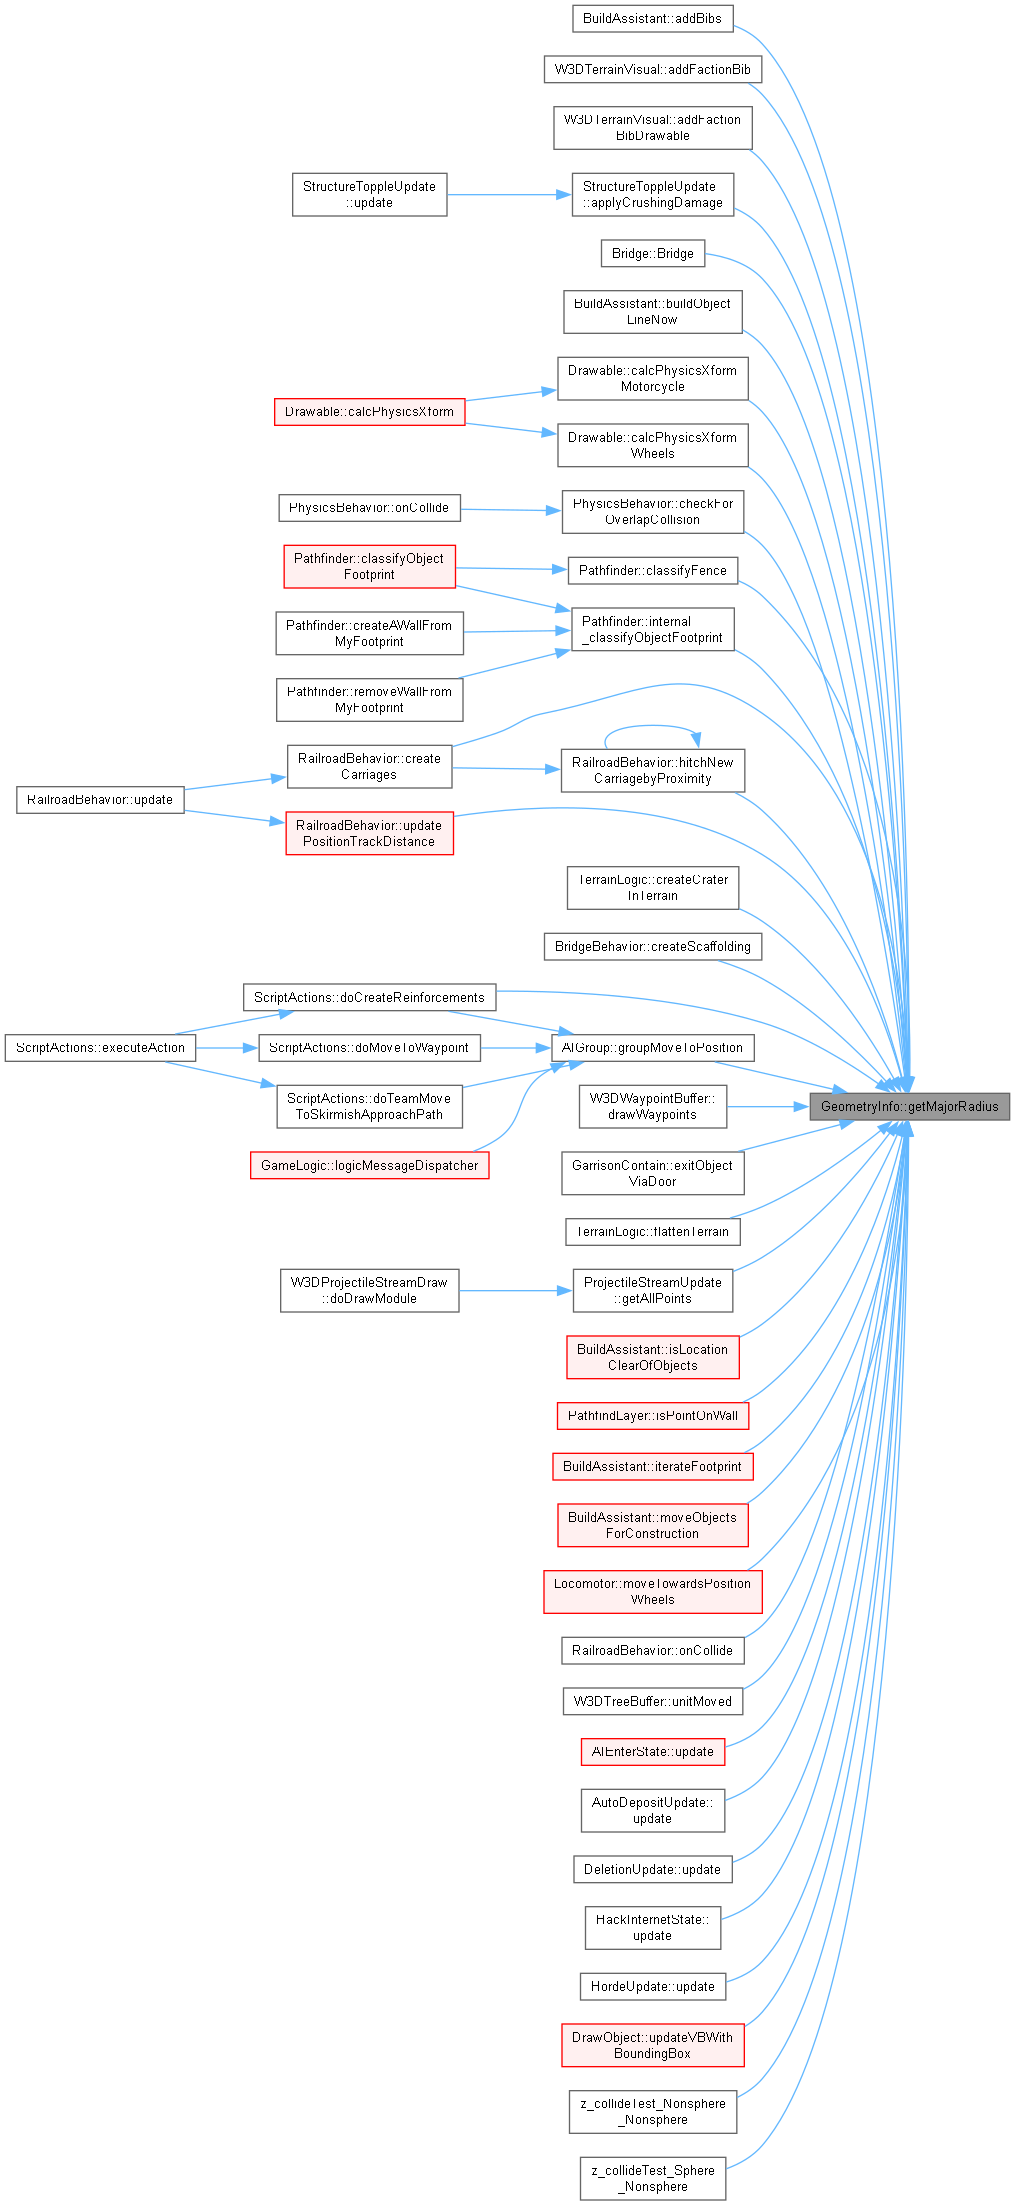 BuildAssistant::addBibs
W3DTerrainVisual::addFactionBib
W3DTerrainVisual::addFaction
BibDrawable
StructureToppleUpdate
::update
StructureToppleUpdate
::applyCrushingDamage
Bridge::Bridge
BuildAssistant::buildObject
LineNow
Drawable::calcPhysicsXform
Motorcycle
Drawable::calcPhysicsXform
Drawable::calcPhysicsXform
Wheels
PhysicsBehavior::onCollide
PhysicsBehavior::checkFor
OverlapCollision
Pathfinder::classifyObject
Footprint
Pathfinder::classifyFence
Pathfinder::createAWallFrom
MyFootprint
Pathfinder::internal
_classifyObjectFootprint
Pathfinder::removeWallFrom
MyFootprint
RailroadBehavior::create
Carriages
RailroadBehavior::hitchNew
CarriagebyProximity
RailroadBehavior::update
RailroadBehavior::update
PositionTrackDistance
TerrainLogic::createCrater
InTerrain
BridgeBehavior::createScaffolding
ScriptActions::doCreateReinforcements
ScriptActions::executeAction
ScriptActions::doMoveToWaypoint
AIGroup::groupMoveToPosition
ScriptActions::doTeamMove
ToSkirmishApproachPath
W3DWaypointBuffer::
drawWaypoints
GeometryInfo::getMajorRadius
GameLogic::logicMessageDispatcher
GarrisonContain::exitObject
ViaDoor
TerrainLogic::flattenTerrain
W3DProjectileStreamDraw
::doDrawModule
ProjectileStreamUpdate
::getAllPoints
BuildAssistant::isLocation
ClearOfObjects
PathfindLayer::isPointOnWall
BuildAssistant::iterateFootprint
BuildAssistant::moveObjects
ForConstruction
Locomotor::moveTowardsPosition
Wheels
RailroadBehavior::onCollide
W3DTreeBuffer::unitMoved
AIEnterState::update
AutoDepositUpdate::
update
DeletionUpdate::update
HackInternetState::
update
HordeUpdate::update
DrawObject::updateVBWith
BoundingBox
z_collideTest_Nonsphere
_Nonsphere
z_collideTest_Sphere
_Nonsphere